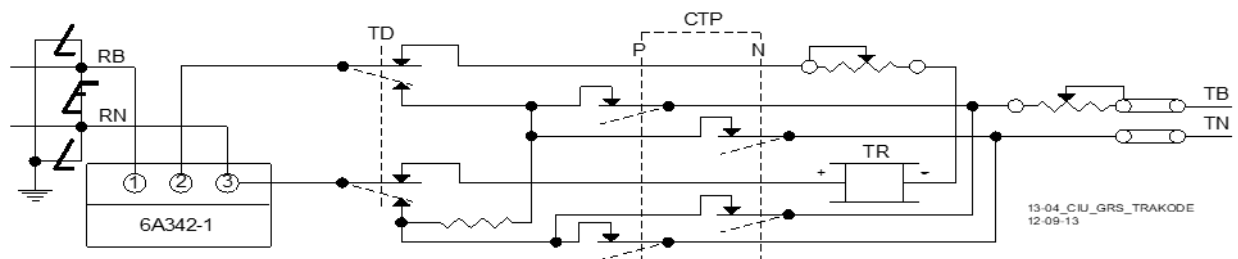 CTP
TD
P N
RB
TB
RN
TN
TR
+ -
1 2 3
6A342-1
13-04_CIU_GRS_TRAKODE
12-09-13